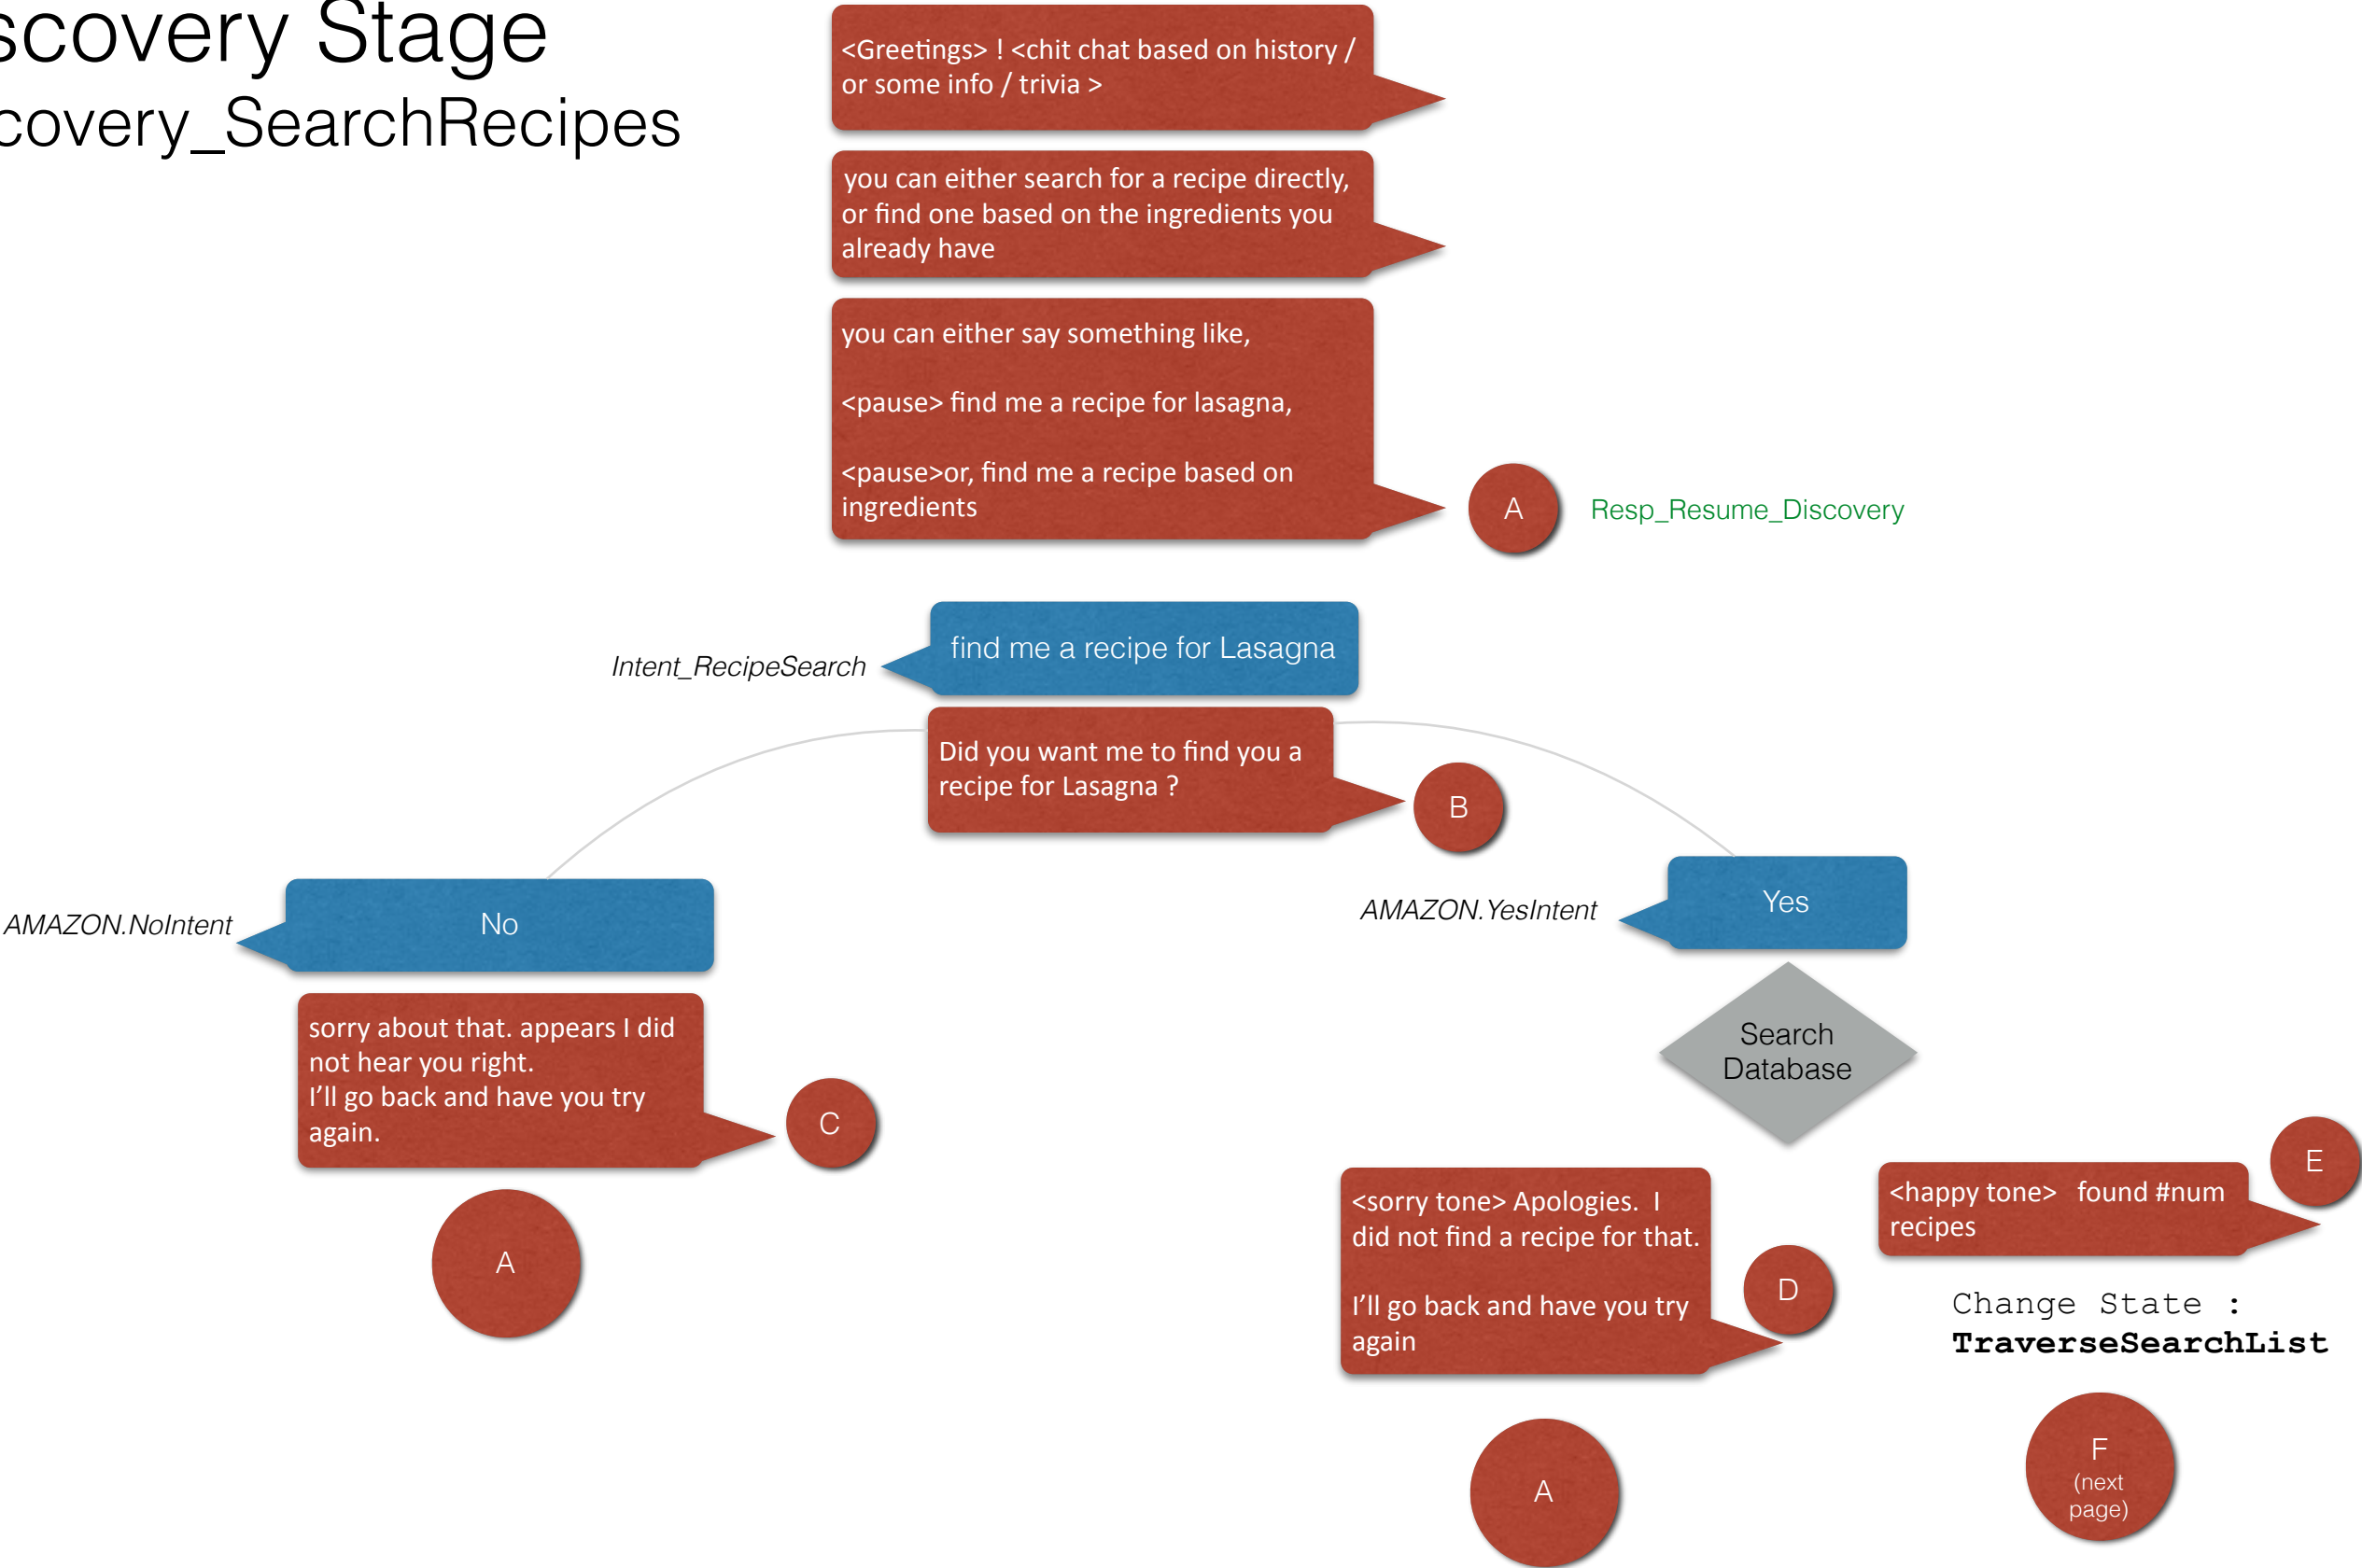 scovery Stage
covery_SearchRecipes
<Greetings> ! <chit chat based on history /
or some info / trivia >
you can either search for a recipe directly,
or find one based on the ingredients you
already have
you can either say something like,
<pause> find me a recipe for lasagna,
<pause>or, find me a recipe based on
ingredients
A
Resp_Resume_Discovery
find me a recipe for Lasagna
Intent_RecipeSearch
Did you want me to find you a
recipe for Lasagna ?
B
AMAZON.NoIntent
No
AMAZON.YesIntent
Yes
sorry about that. appears I did
not hear you right.
I’ll go back and have you try
again.
C
A
Search
Database
<sorry tone> Apologies.  I
did not find a recipe for that.
I’ll go back and have you try
again
D
A
<happy tone>   found #num
recipes
E
Change State :
TraverseSearchList
F
(next
page)